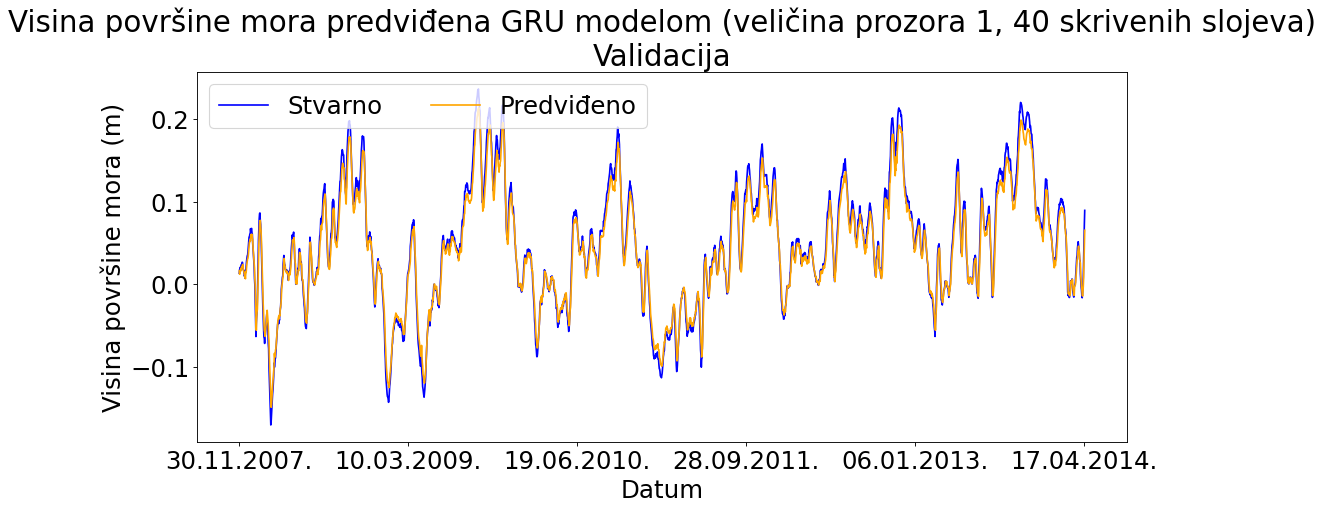 Visina površine mora predviđena GRU modelom (veličina prozora 1, 40 skrivenih slojeva)
Validacija
Stvarno Predviđeno
Visina površine mora (m)
0.2
0.1
0.0
−0.1
30.11.2007. 10.03.2009. 19.06.2010. 28.09.2011. 06.01.2013. 17.04.2014.
Datum